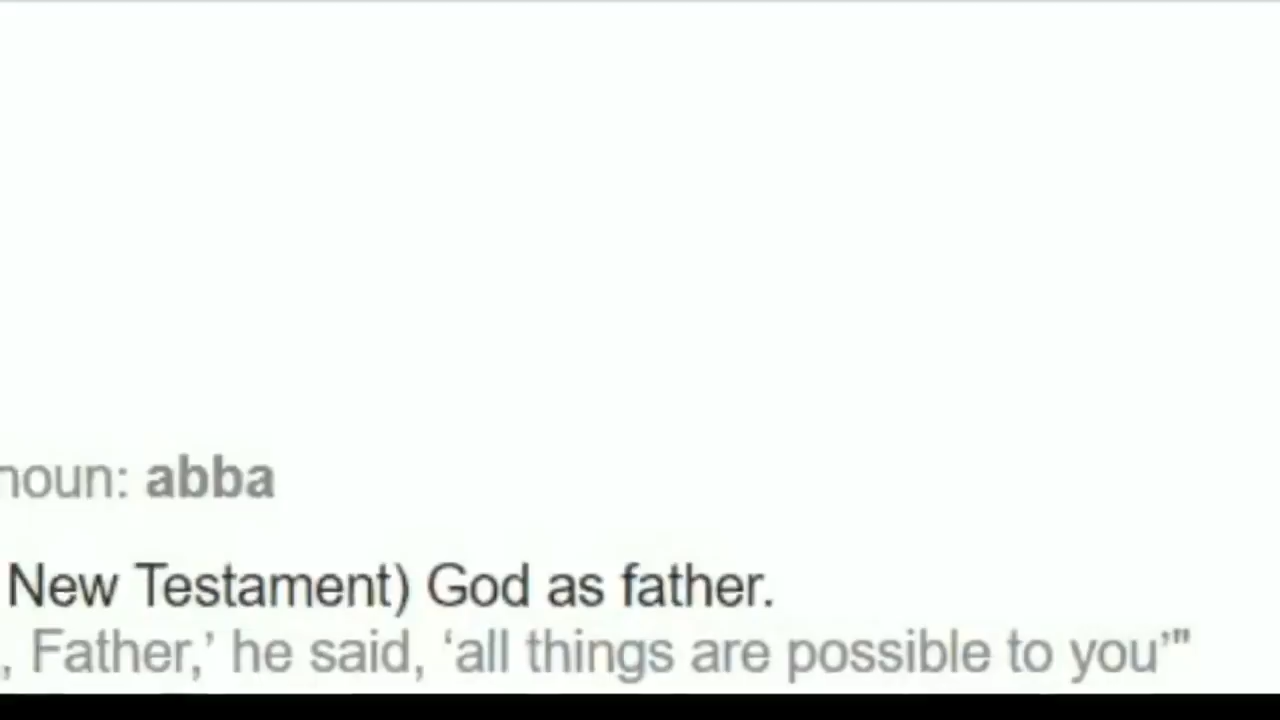 noun: abba
New Testament) God as father.
, Father,’ he said, ‘all things are possible to you’"